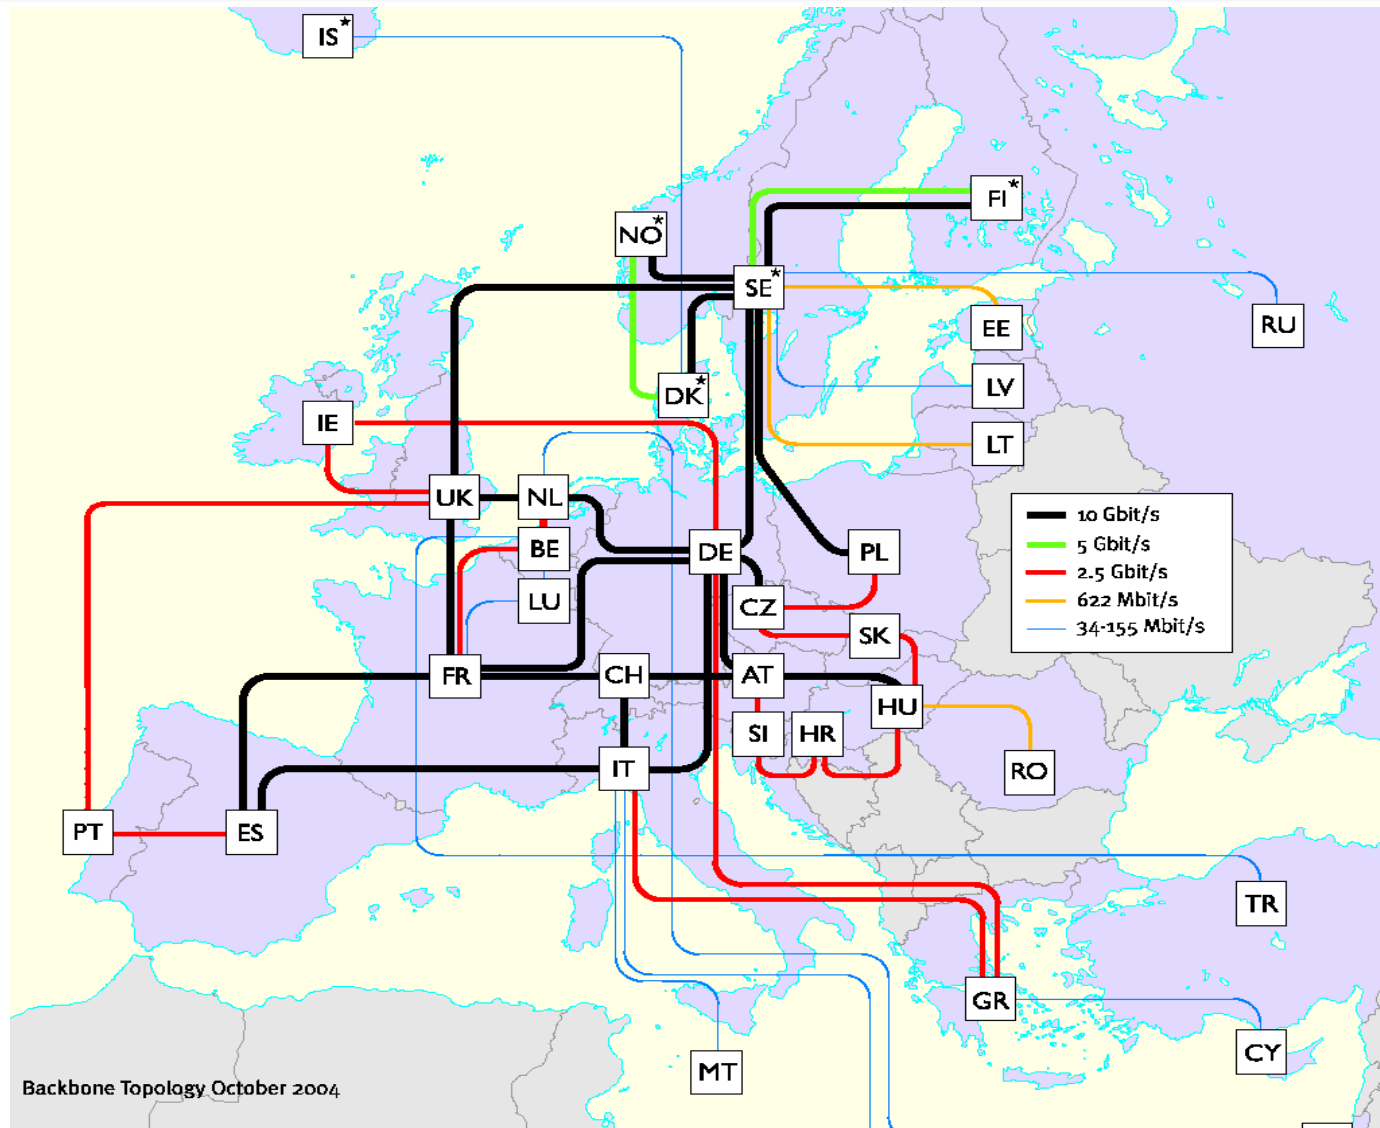 IS*
FI*
NO*
SE*
EE
RU
LV
DK*
IE
LT
UK
NL
10 Gbit/s
5 Gbit/s
2.5 Gbit/s
622 Mbit/s
34-155 Mbit/s
BE
DE
PL
LU
CZ
SK
FR
CH
AT
HU
SI
HR
IT
RO
PT
ES
TR
GR
CY
MT
Backbone Topology October 2004